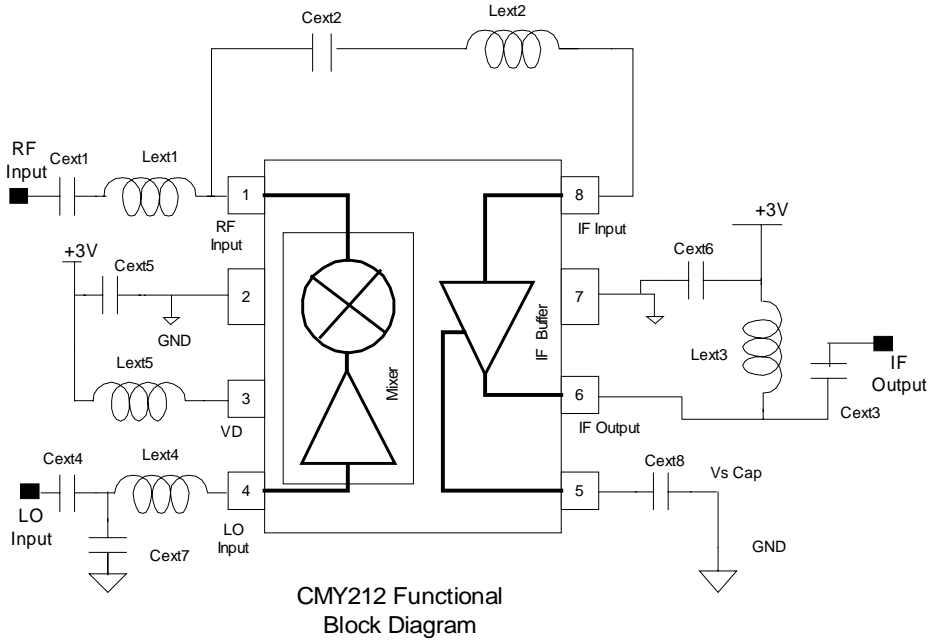 Cext2
Lext2
RF
Input
Cext1
Lext1
1
RF
Input
8
IF Input
+3V
Cext5
GND
2
Cext6
+3V
7
Lext5
3
VD
Mixer
IF Buffer
Lext3
IF
Output
Cext3
6
IF Output
Cext4
Lext4
4
LO
Input
LO
Input
Cext7
5
Cext8
Vs Cap
GND
CMY212 Functional
Block Diagram